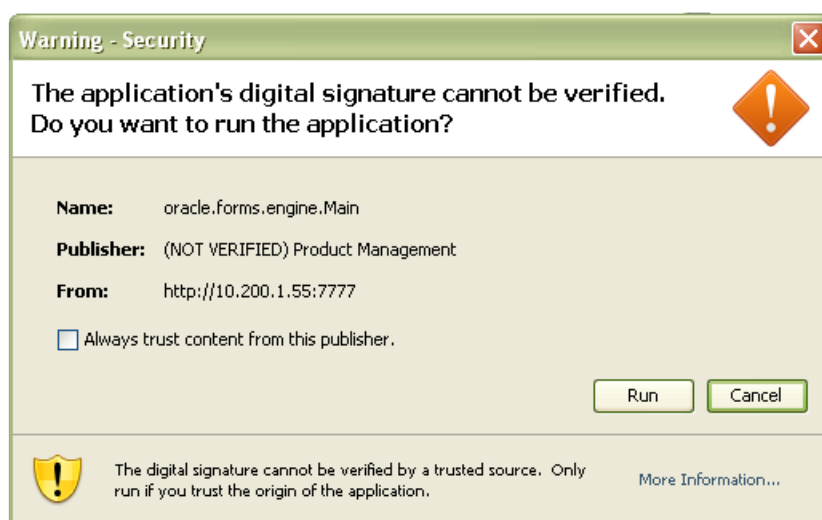 Warning - Security
The application's digital signature cannot be verified.
Do you want to run the application?
Name: oracle.forms.engine.Main
Publisher: (NOT VERIFIED) Product Management
From: http://10.200.1.55:7777
Always trust content from this publisher.
Run Cancel
The digital signature cannot be verified by a trusted source. Only
run if you trust the origin of the application.
More Information...